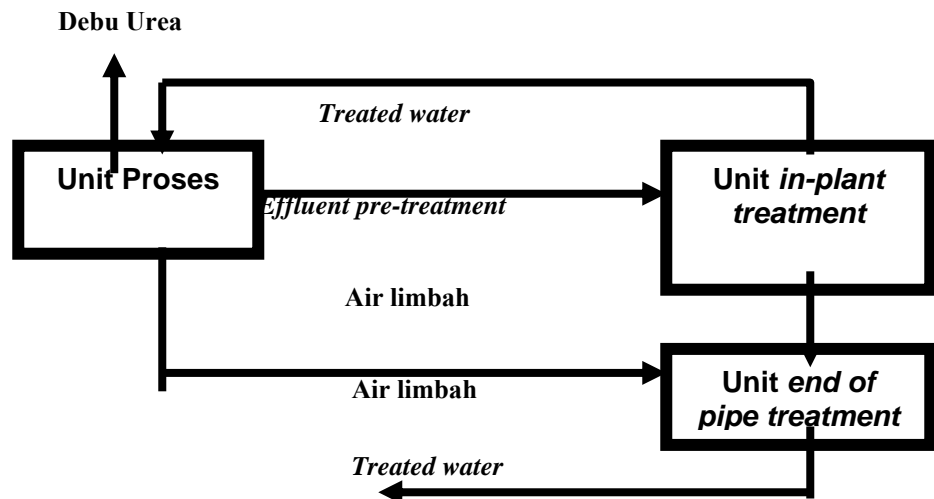 Debu Urea
Treated water
Unit Proses
Unit in-plant
treatment
Effluent pre-treatment
Air limbah
Air limbah
Unit end of
pipe treatment
Treated water